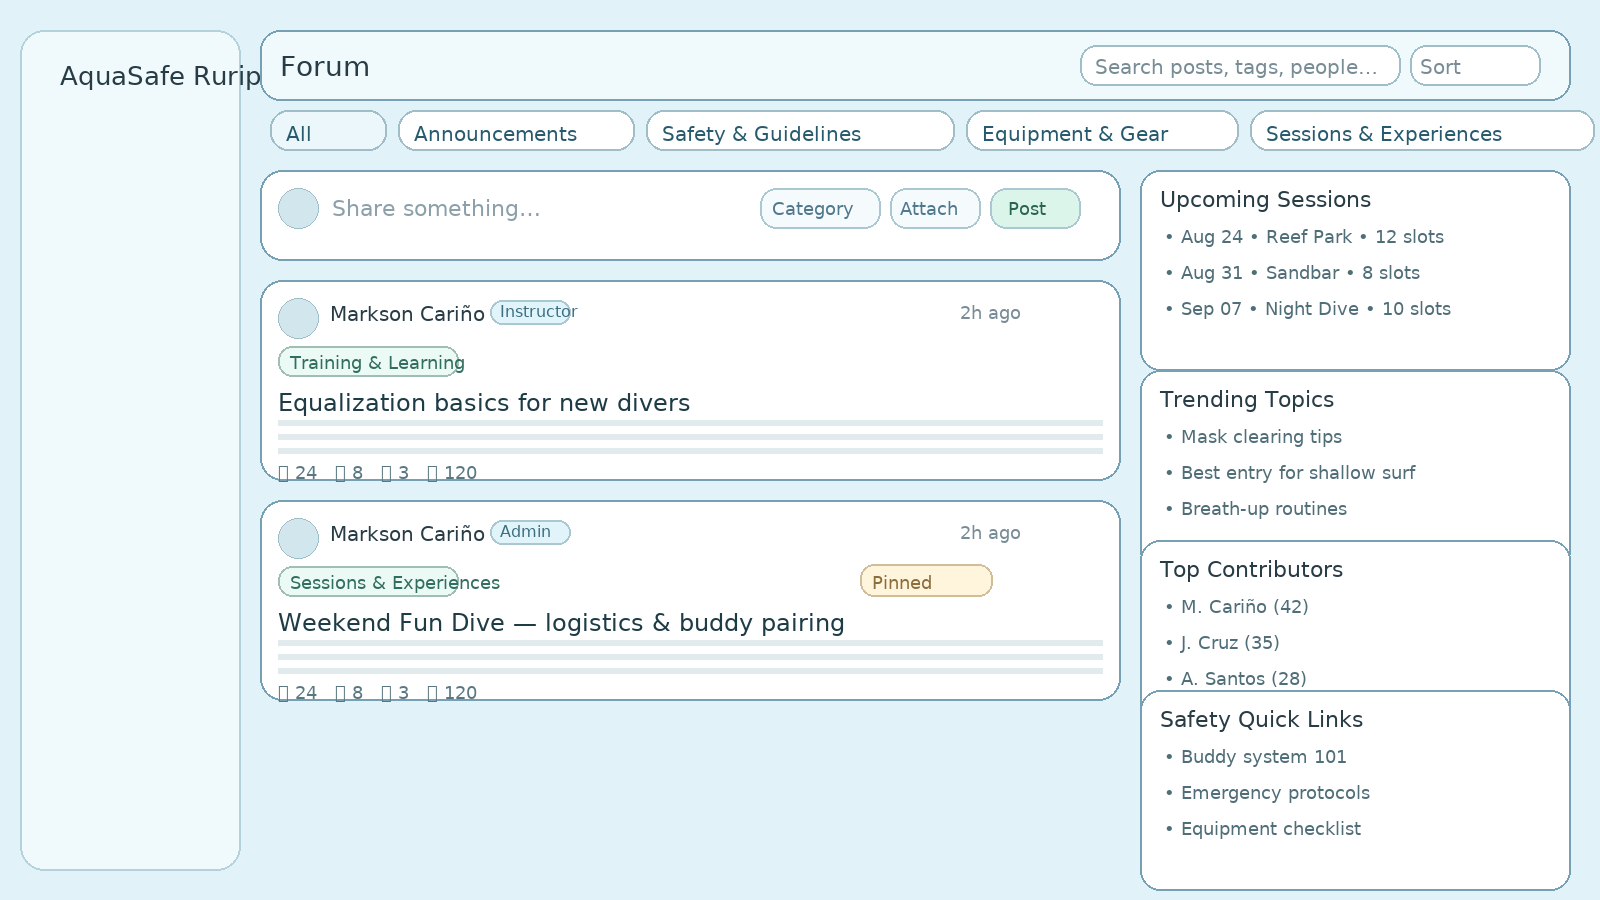 AquaSafe Rurip
Forum
Search posts, tags, people…
Sort
All
Announcements
Safety & Guidelines
Equipment & Gear
Sessions & Experiences
Share something…
Category
Attach
Post
Markson Cariño
Instructor
2h ago
Training & Learning
Equalization basics for new divers
24 8 3 120
Markson Cariño
Admin
2h ago
Sessions & Experiences
Pinned
Weekend Fun Dive — logistics & buddy pairing
24 8 3 120
Upcoming Sessions
• Aug 24 • Reef Park • 12 slots
• Aug 31 • Sandbar • 8 slots
• Sep 07 • Night Dive • 10 slots
Trending Topics
• Mask clearing tips
• Best entry for shallow surf
• Breath-up routines
Top Contributors
• M. Cariño (42)
• J. Cruz (35)
• A. Santos (28)
Safety Quick Links
• Buddy system 101
• Emergency protocols
• Equipment checklist